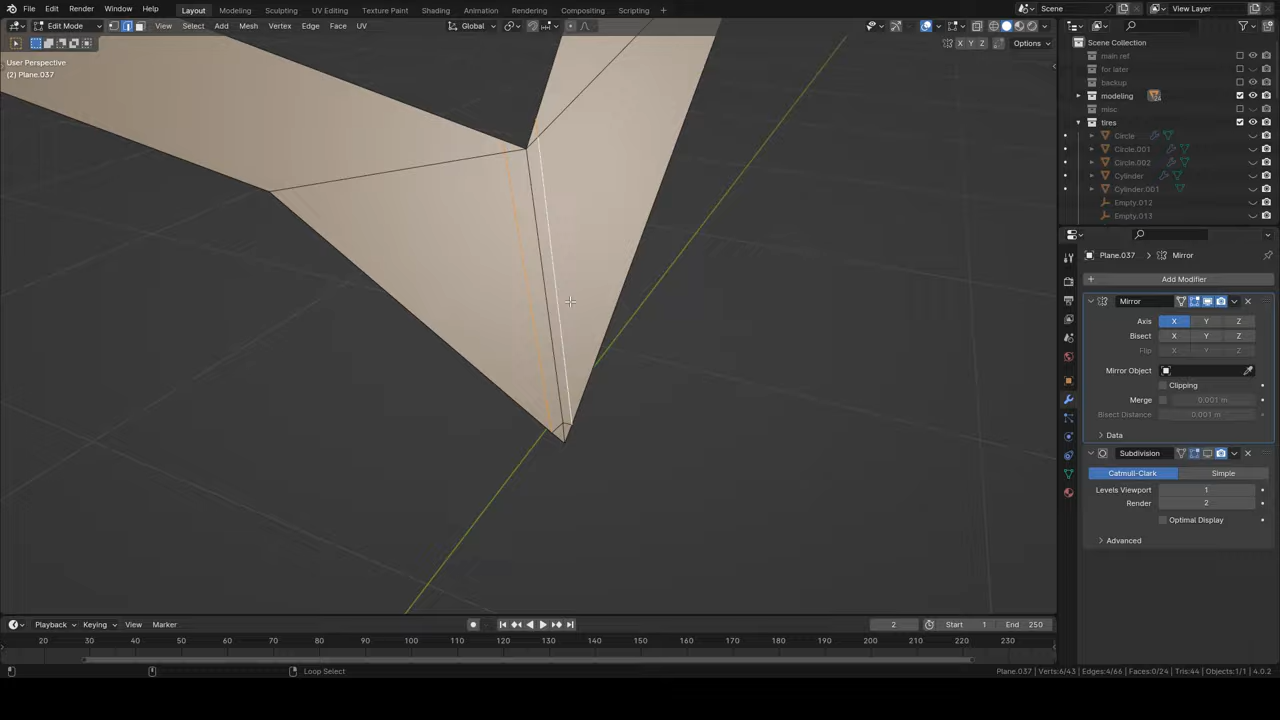 File Edit Render Window Help Layout Modeling Sculpting UV Editing Texture Paint Shading Animation Rendering Compositing Geometry Nodes Scripting + Scene View Layer
Edit Mode View Select Add Mesh Vertex Edge Face UV Global
X Y Z Options
User Perspective
(2) Plane.037
Scene Collection
main ref
for later
backup
modeling
misc
tires
Circle
Circle.001
Circle.002
Cylinder
Cylinder.001
Empty.012
Empty.013
Plane.037 Mirror
+ Add Modifier
Mirror
Axis X Y Z
Bisect X Y Z
Flip X Y Z
Mirror Object
Clipping
Merge 0.001 m
Bisect Distance 0.001 m
Data
Subdivision
Catmull-Clark Simple
Levels Viewport 1
Render 2
Optimal Display
Advanced
Playback Keying View Marker 2 Start 1 End 250
20 30 40 50 60 70 80 90 100 110 120 130 140 150 160 170 180 190 200 210 220 230
Loop Select
Plane.037 | Verts:6/43 | Edges:4/66 | Faces:0/24 | Tris:44 | Objects:1/1 | 4.0.2